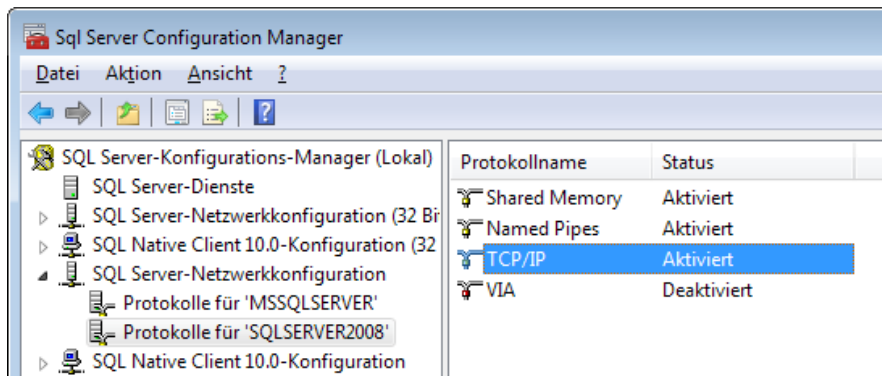 Sql Server Configuration Manager
Datei Aktion Ansicht ?
?
SQL Server-Konfigurations-Manager (Lokal)
SQL Server-Dienste
SQL Server-Netzwerkkonfiguration (32 Bi
SQL Native Client 10.0-Konfiguration (32
SQL Server-Netzwerkkonfiguration
Protokolle für 'MSSQLSERVER'
Protokolle für 'SQLSERVER2008'
SQL Native Client 10.0-Konfiguration
Protokollname Status
Shared Memory Aktiviert
Named Pipes Aktiviert
TCP/IP Aktiviert
VIA Deaktiviert